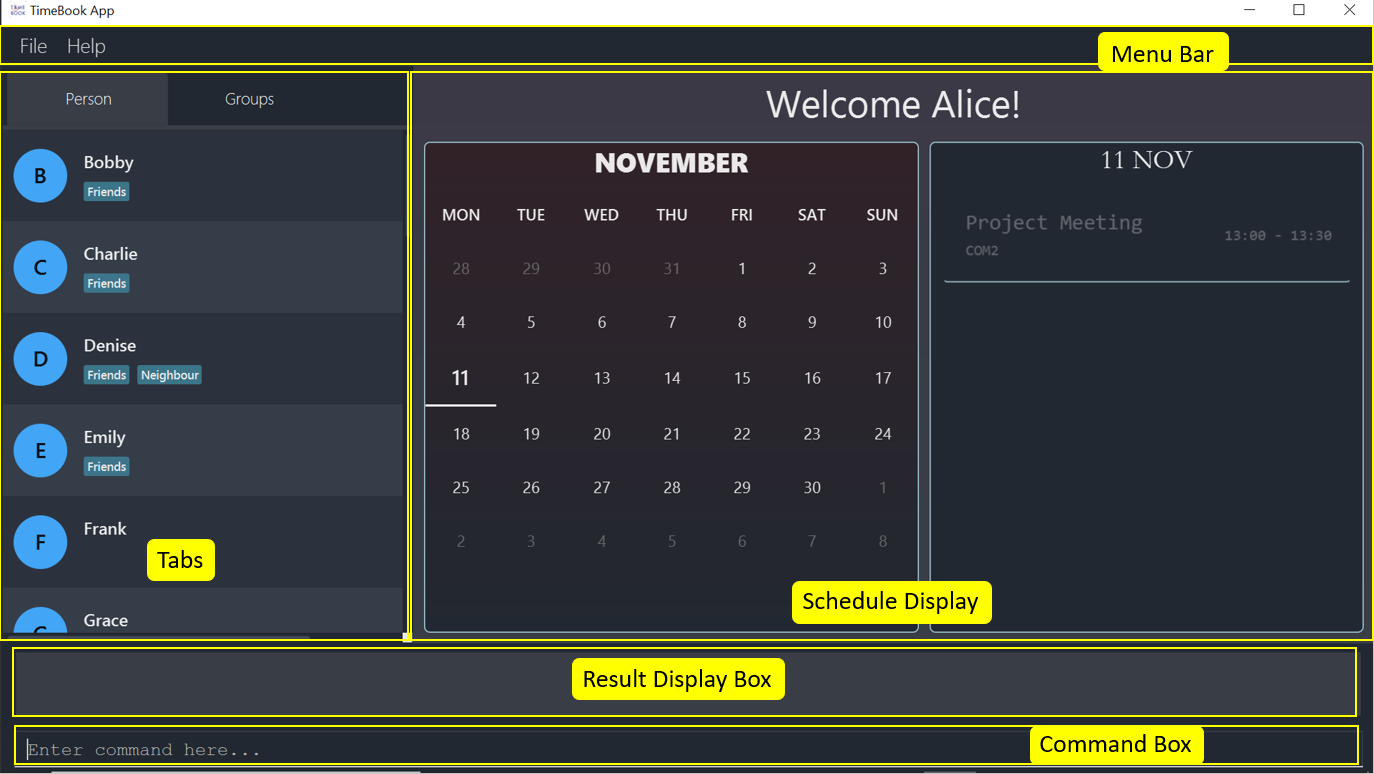 TIME BOOK TimeBook App
File Help
Menu Bar
Person Groups
B
Bobby
Friends
C
Charlie
Friends
D
Denise
Friends Neighbour
E
Emily
Friends
F
Frank
Tabs
G
Grace
Welcome Alice!
NOVEMBER
MON TUE WED THU FRI SAT SUN
28 29 30 31 1 2 3
4 5 6 7 8 9 10
11 12 13 14 15 16 17
18 19 20 21 22 23 24
25 26 27 28 29 30 1
2 3 4 5 6 7 8
11 NOV
Project Meeting
COM2
13:00 - 13:30
Schedule Display
Result Display Box
Enter command here...
Command Box